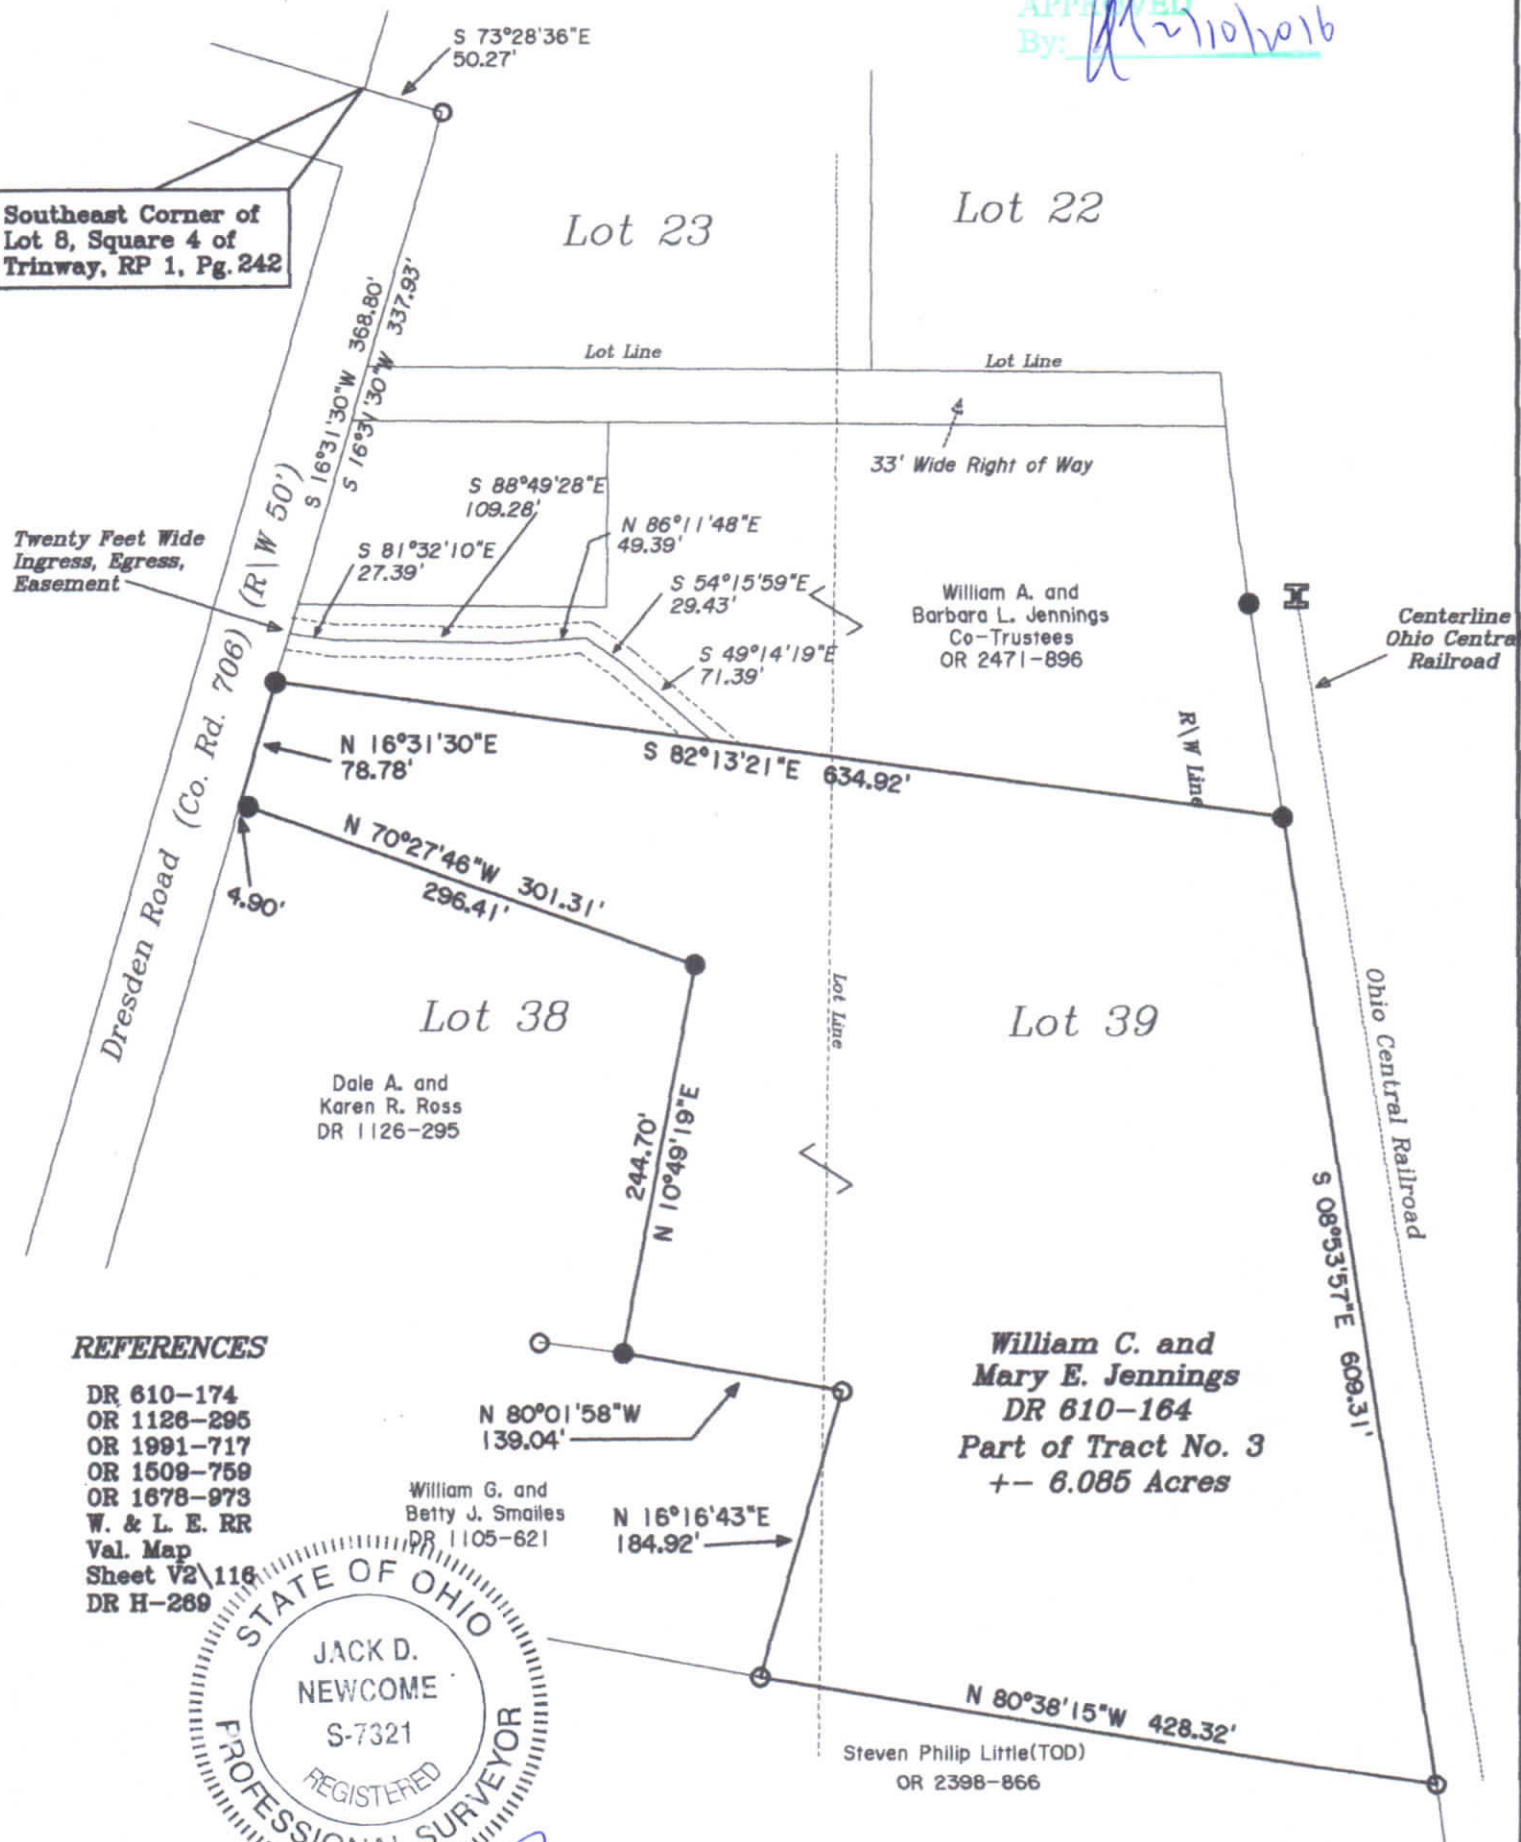 APPROVED
By: 2/10/2016
S 73°28'36"E
50.27'
Southeast Corner of
Lot 8, Square 4 of
Trinway, RP 1, Pg. 242
Lot 23
Lot 22
S 16°31'30"W 368.80'
S 16°31'30"W 337.93'
Lot Line
Lot Line
33' Wide Right of Way
S 88°49'28"E
109.28'
N 86°11'48"E
49.39'
S 81°32'10"E
27.39'
S 54°15'59"E
29.43'
S 49°14'19"E
71.39'
Twenty Feet Wide
Ingress, Egress,
Easement
William A. and
Barbara L. Jennings
Co-Trustees
OR 2471-896
Centerline
Ohio Centra
Railroad
R\W Line
Dresden Road (Co. Rd. 706) (R\W 50')
N 16°31'30"E
78.78'
S 82°13'21"E 634.92'
N 70°27'46"W 301.31'
296.41'
4.90'
Lot 38
Lot Line
Lot 39
Ohio Central Railroad
Dale A. and
Karen R. Ross
DR 1126-295
244.70'
N 10°49'19"E
S 08°53'57"E 609.31'
REFERENCES
DR 610-174
OR 1126-295
OR 1991-717
OR 1509-759
OR 1678-973
W. & L. E. RR
Val. Map
Sheet V2\116
DR H-269
N 80°01'58"W
139.04'
William C. and
Mary E. Jennings
DR 610-164
Part of Tract No. 3
+- 6.085 Acres
William G. and
Betty J. Smailes
DR 1105-621
N 16°16'43"E
184.92'
STATE OF OHIO
JACK D.
NEWCOME
S-7321
REGISTERED
PROFESSIONAL SURVEYOR
N 80°38'15"W 428.32'
Steven Philip Little(TOD)
OR 2398-866